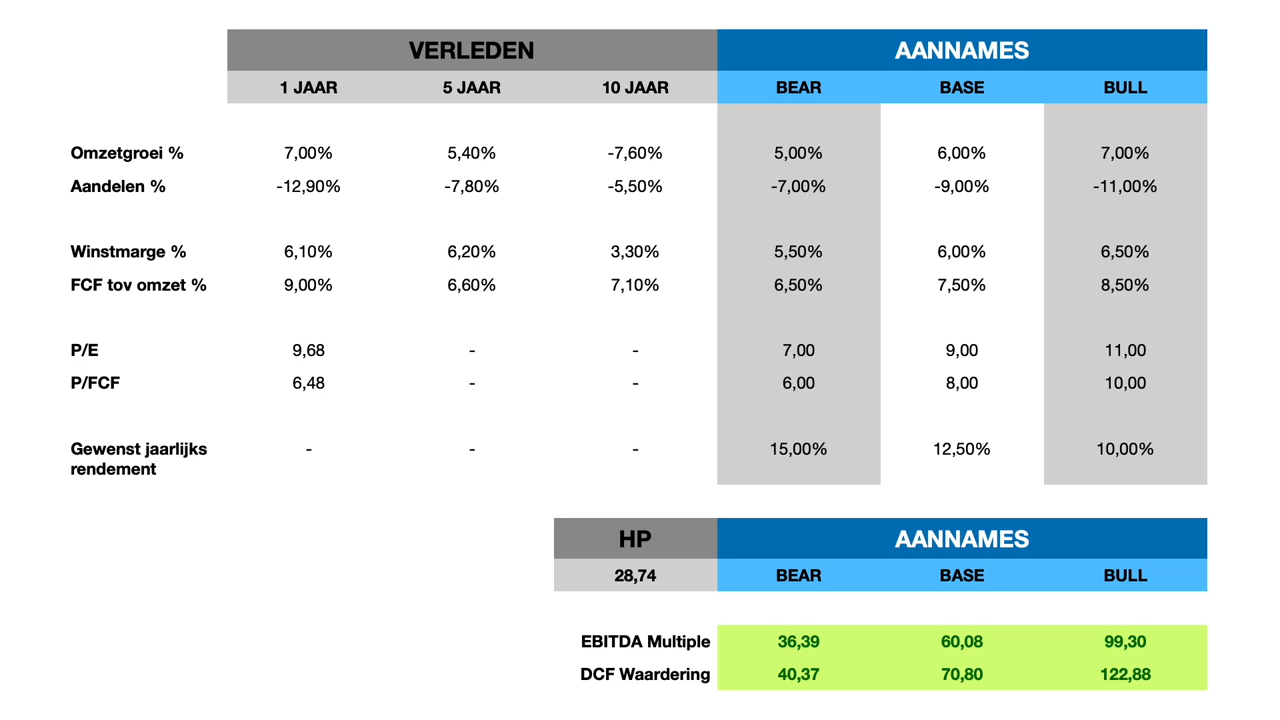 VERLEDEN AANNAMES
1 JAAR 5 JAAR 10 JAAR BEAR BASE BULL
Omzetgroei % 7,00% 5,40% -7,60% 5,00% 6,00% 7,00%
Aandelen % -12,90% -7,80% -5,50% -7,00% -9,00% -11,00%
Winstmarge % 6,10% 6,20% 3,30% 5,50% 6,00% 6,50%
FCF tov omzet % 9,00% 6,60% 7,10% 6,50% 7,50% 8,50%
P/E 9,68 - - 7,00 9,00 11,00
P/FCF 6,48 - - 6,00 8,00 10,00
Gewenst jaarlijks - - - 15,00% 12,50% 10,00%
rendement
HP AANNAMES
28,74 BEAR BASE BULL
EBITDA Multiple 36,39 60,08 99,30
DCF Waardering 40,37 70,80 122,88